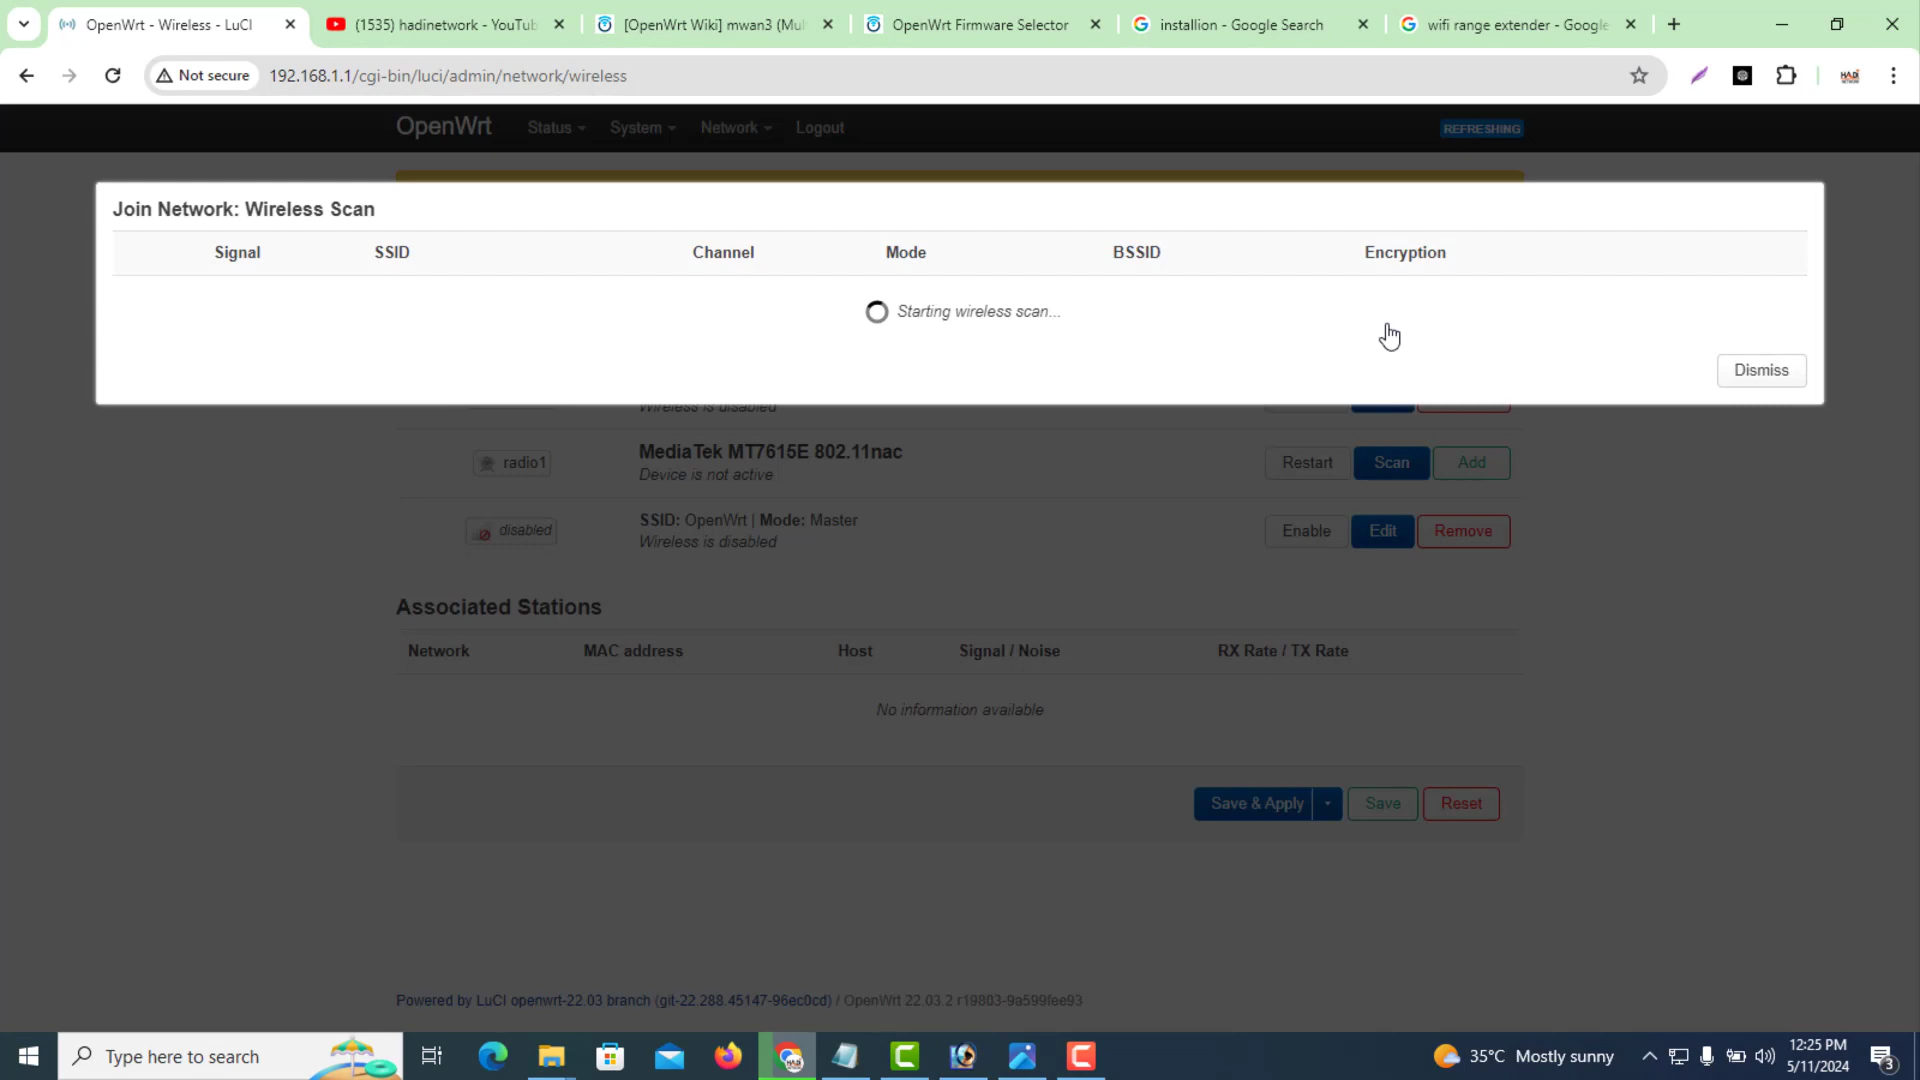 OpenWrt - Wireless - LuCI
(1535) hadinetwork - YouTub
[OpenWrt Wiki] mwan3 (Mul
OpenWrt Firmware Selector
installion - Google Search
wifi range extender - Google
Not secure
192.168.1.1/cgi-bin/luci/admin/network/wireless
HADI
NETWORK
OpenWrt
Status
System
Network
Logout
REFRESHING
Join Network: Wireless Scan
Signal SSID Channel Mode BSSID Encryption
Starting wireless scan...
Dismiss
Wireless is disabled
radio1
MediaTek MT7615E 802.11nac
Device is not active
Restart Scan Add
disabled
SSID: OpenWrt | Mode: Master
Wireless is disabled
Enable Edit Remove
Associated Stations
Network MAC address Host Signal / Noise RX Rate / TX Rate
No information available
Save & Apply Save Reset
Powered by LuCI openwrt-22.03 branch (git-22.288.45147-96ec0cd) / OpenWrt 22.03.2 r19803-9a599fee93
Type here to search
35°C Mostly sunny
12:25 PM
5/11/2024
3